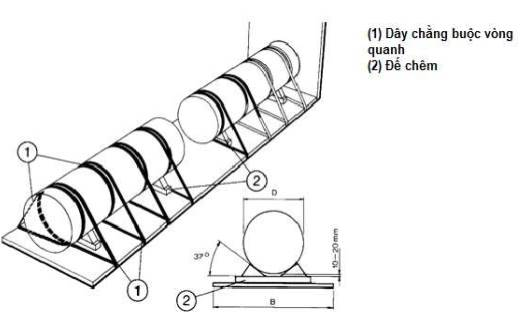 (1) Dây chằng buộc vòng
quanh
(2) Đế chêm
1
2
1
D
37°
10-20mm
2
B